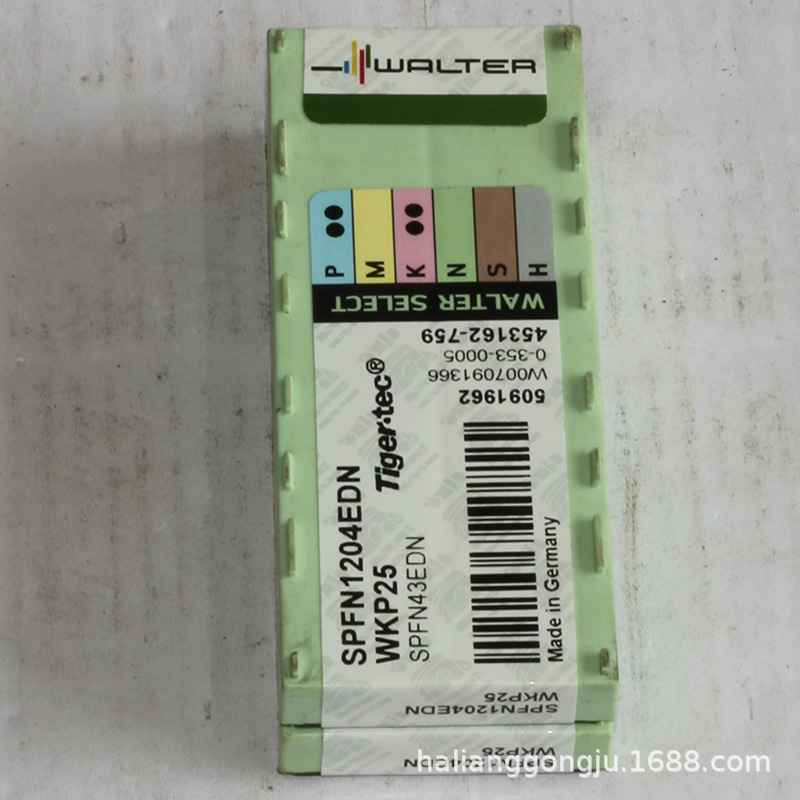 WALTER
P
M
K
N
S
H
WALTER SELECT
453162-759
0-353-0005
W007091366
5091962
Tiger·tec®
SPFN1204EDN
WKP25
SPFN43EDN
Made in Germany
SPFN1204EDN
WKP25
WKP25
halianggongju.1688.com